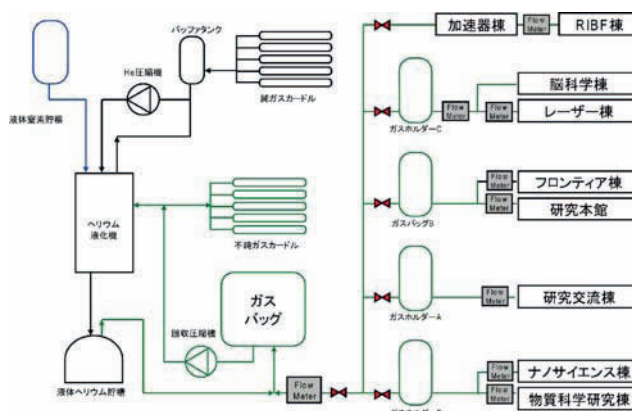 バッファタンク
He圧縮機
純ガスカードル
液体窒素貯槽
ヘリウム
液化機
不純ガスカードル
ガス
バッグ
回収圧縮機
液体ヘリウム貯槽
Flow
Meter
加速器棟
Flow
Meter
RIBF棟
脳科学棟
Flow
Meter
Flow
Meter
レーザー棟
ガスホルダーC
Flow
Meter
フロンティア棟
Flow
Meter
研究本館
ガスバッグB
Flow
Meter
研究交流棟
ガスホルダーA
Flow
Meter
ナノサイエンス棟
Flow
Meter
物質科学研究棟